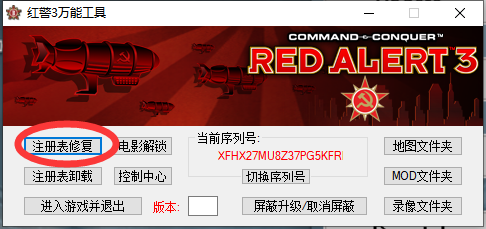 红警3万能工具
COMMAND & CONQUER™
RED ALERT 3
注册表修复
电影解锁
当前序列号:
XFHX27MU8Z37PG5KFR
地图文件夹
注册表卸载
控制中心
切换序列号
MOD文件夹
进入游戏并退出
版本:
屏蔽升级/取消屏蔽
录像文件夹